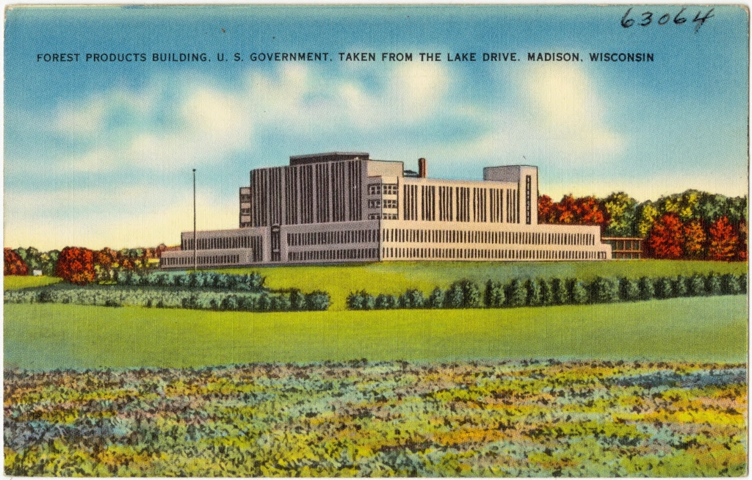 63064
FOREST PRODUCTS BUILDING, U. S. GOVERNMENT, TAKEN FROM THE LAKE DRIVE, MADISON, WISCONSIN